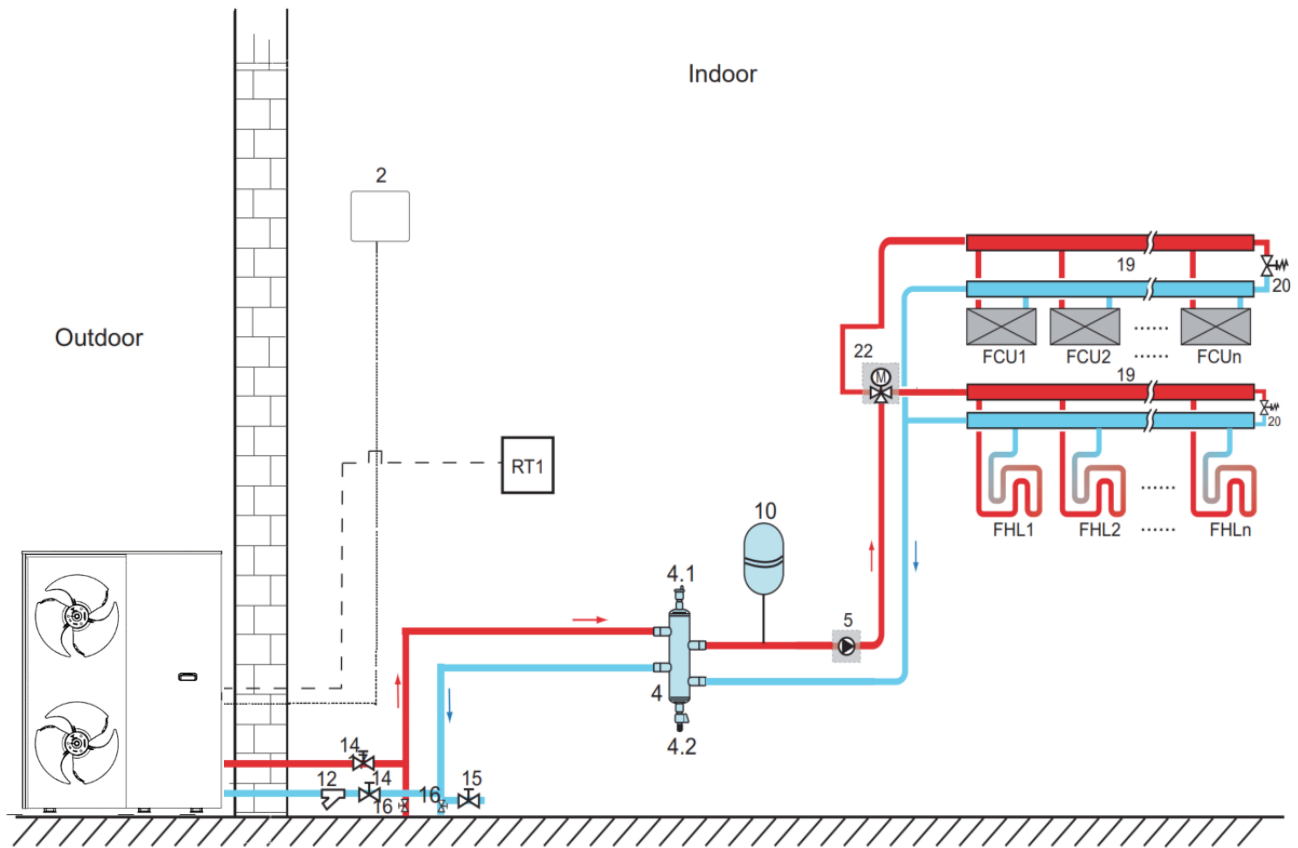 Indoor
2
Outdoor
19
20
FCU1 FCU2 ...... FCUn
......
22
M
19
20
RT1
......
FHL1 FHL2 ...... FHLn
10
4.1
5
4
4.2
14
12 14 15
16 16